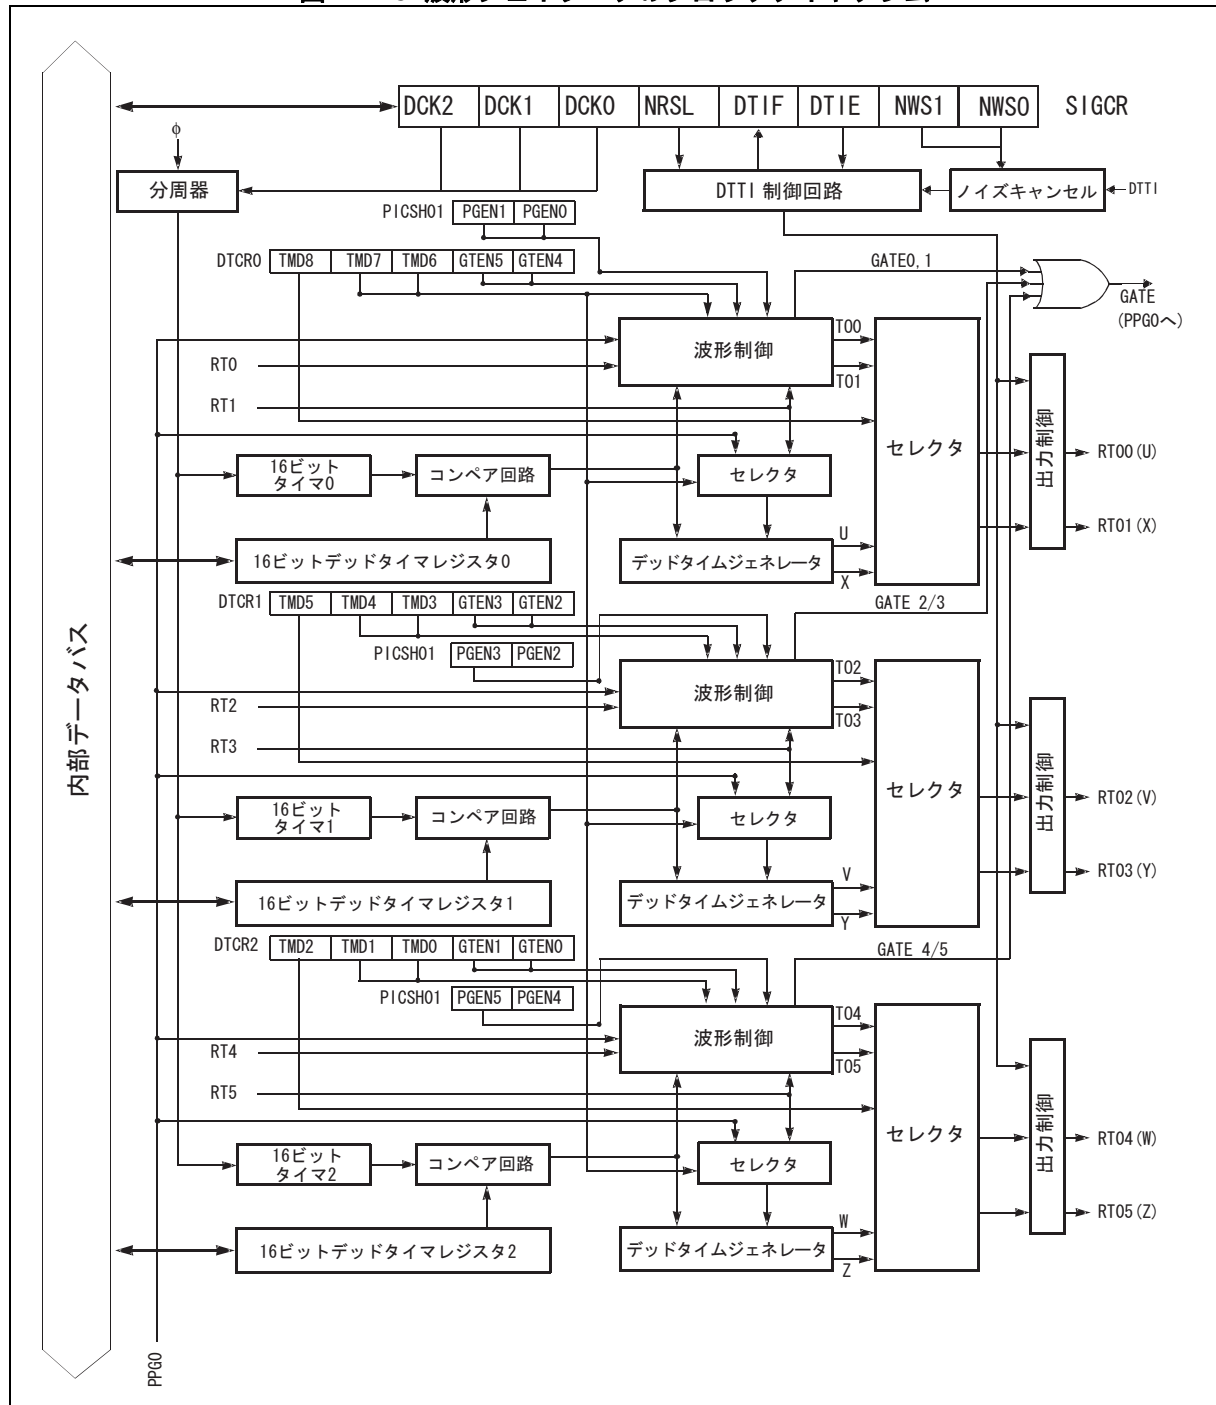 DCK2 DCK1 DCK0 NRSL DTIF DTIE NWS1 NWS0 SIGCR
φ
分周器
DTTI 制御回路
ノイズキャンセル
DTTI
PICSH01 PGEN1 PGEN0
DTCR0 TMD8 TMD7 TMD6 GTEN5 GTEN4
GATE0,1
GATE
(PPG0へ)
波形制御
TO0
TO1
RT0
RT1
セレクタ
出力制御
RTO0(U)
RTO1(X)
16ビット
タイマ0
コンペア回路
セレクタ
16ビットデッドタイマレジスタ0
デッドタイムジェネレータ
U
X
DTCR1 TMD5 TMD4 TMD3 GTEN3 GTEN2
GATE 2/3
PICSH01 PGEN3 PGEN2
波形制御
TO2
TO3
RT2
RT3
セレクタ
出力制御
RTO2(V)
RTO3(Y)
16ビット
タイマ1
コンペア回路
セレクタ
16ビットデッドタイマレジスタ1
デッドタイムジェネレータ
V
Y
DTCR2 TMD2 TMD1 TMD0 GTEN1 GTEN0
GATE 4/5
PICSH01 PGEN5 PGEN4
波形制御
TO4
TO5
RT4
RT5
セレクタ
出力制御
RTO4(W)
RTO5(Z)
16ビット
タイマ2
コンペア回路
セレクタ
16ビットデッドタイマレジスタ2
デッドタイムジェネレータ
W
Z
内部データバス
PPG0